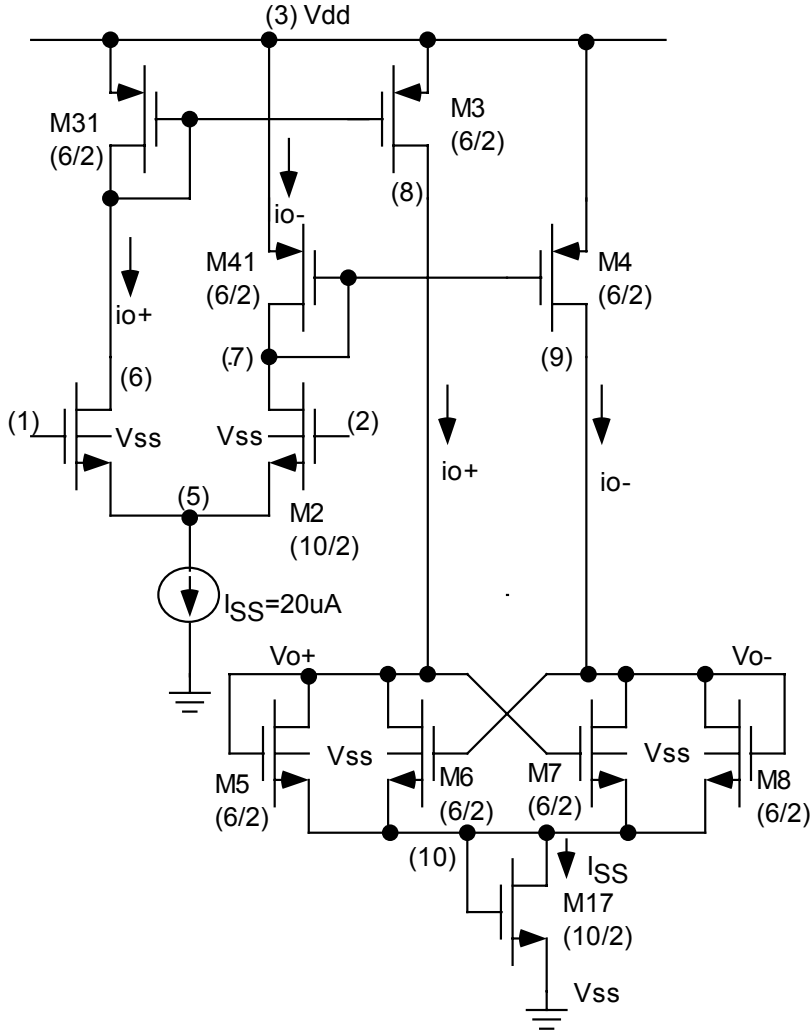 (3) Vdd
M31
(6/2)
M3
(6/2)
(8)
io-
M41
(6/2)
M4
(6/2)
io+
(.7)
(9)
(6)
(1)
Vss
Vss
(2)
io+
io-
(5)
M2
(10/2)
ISS=20uA
Vo+
Vo-
Vss
Vss
M5
(6/2)
M6
(6/2)
M7
(6/2)
M8
(6/2)
(10)
ISS
M17
(10/2)
Vss